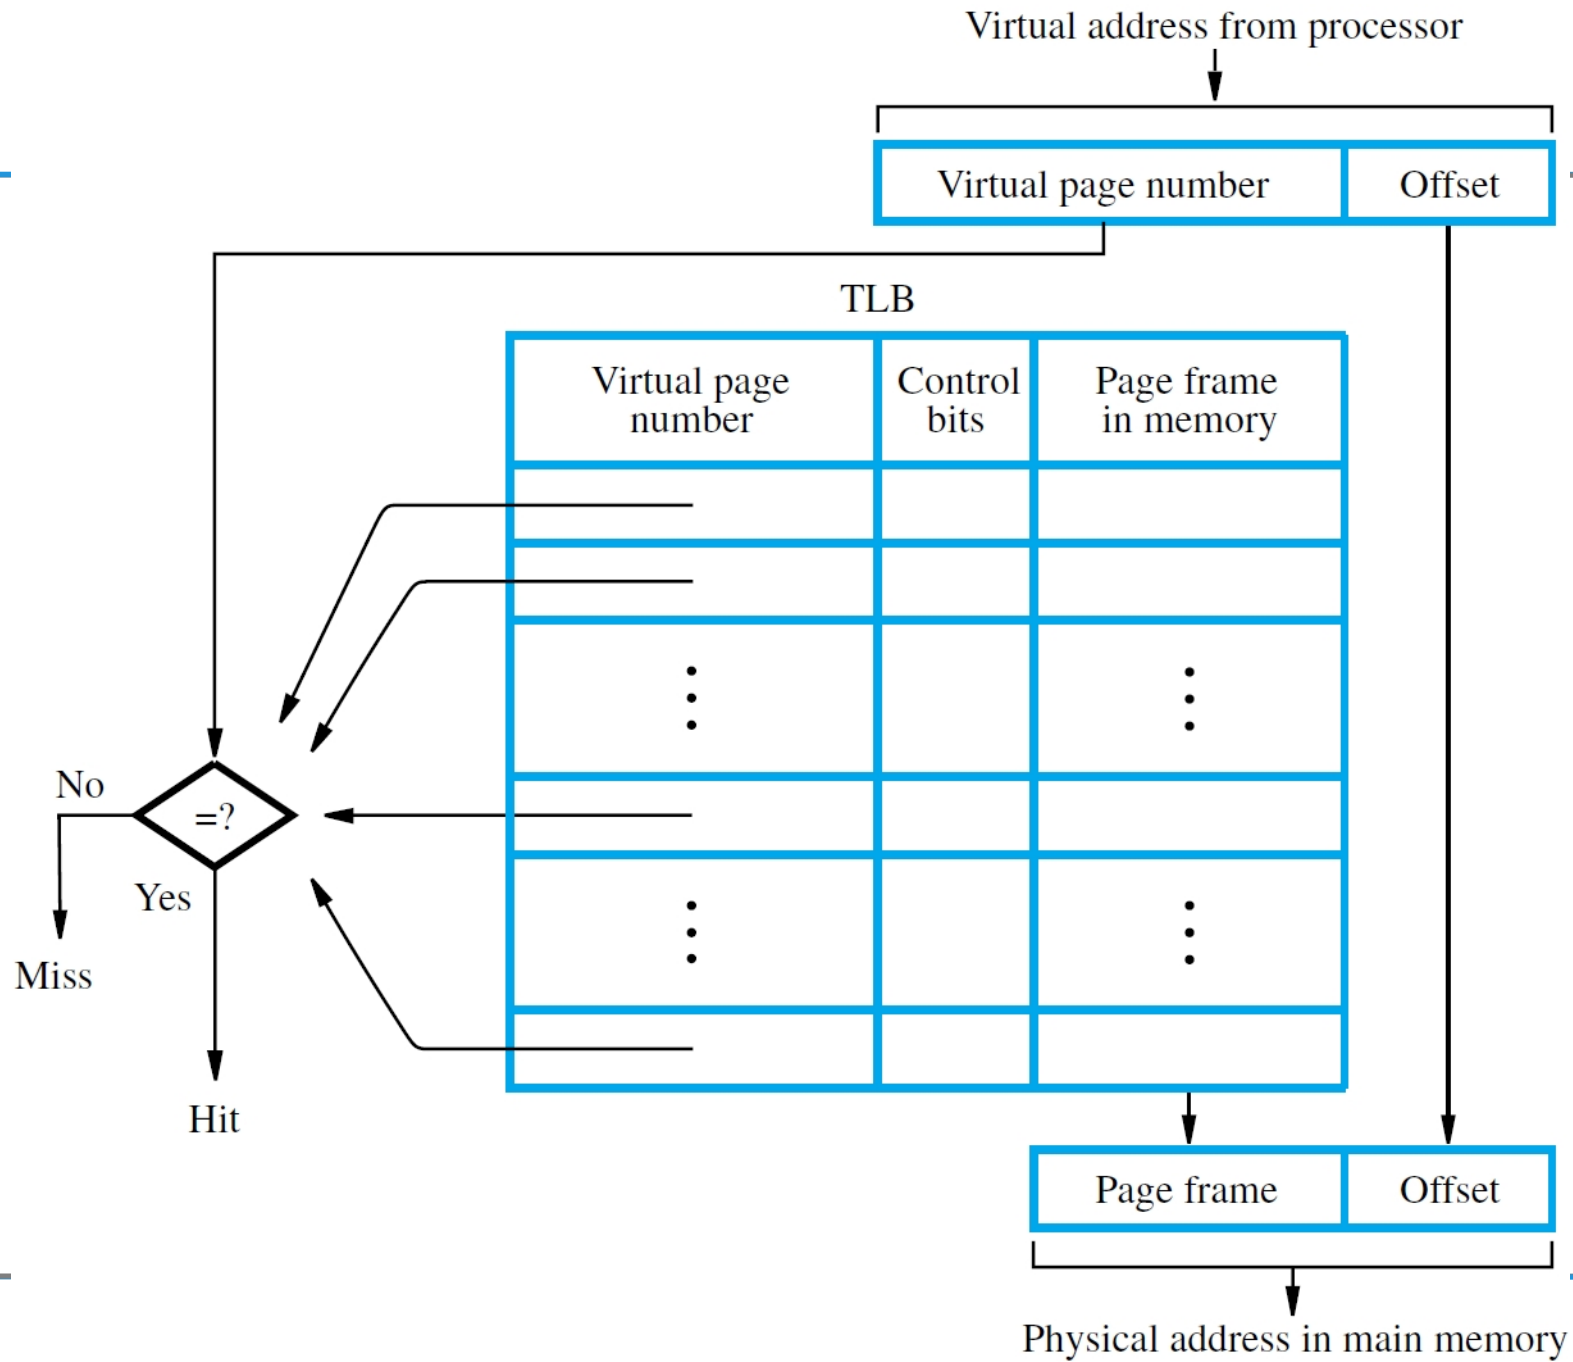 Virtual address from processor
Virtual page number
Offset
TLB
Virtual page
number
Control
bits
Page frame
in memory
No
=?
Yes
Miss
Hit
Page frame
Offset
Physical address in main memory